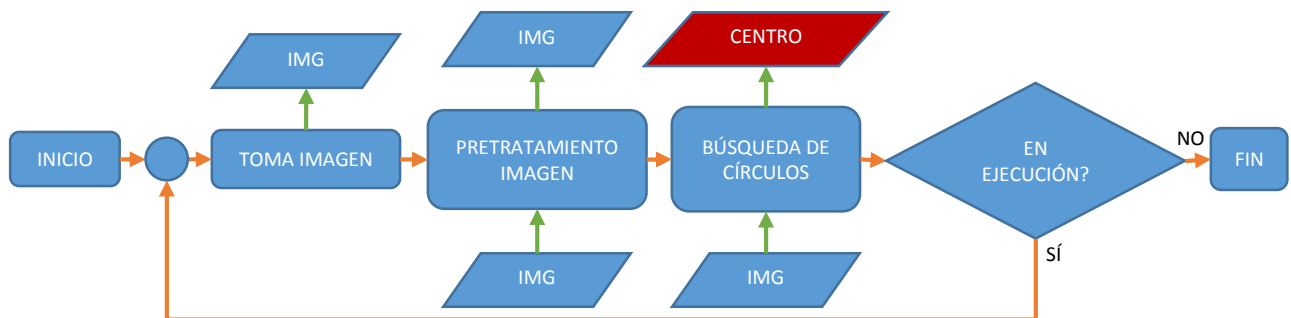 IMG
IMG
CENTRO
INICIO
TOMA IMAGEN
PRETRATAMIENTO
IMAGEN
BÚSQUEDA DE
CÍRCULOS
EN
EJECUCIÓN?
NO
FIN
SÍ
IMG
IMG